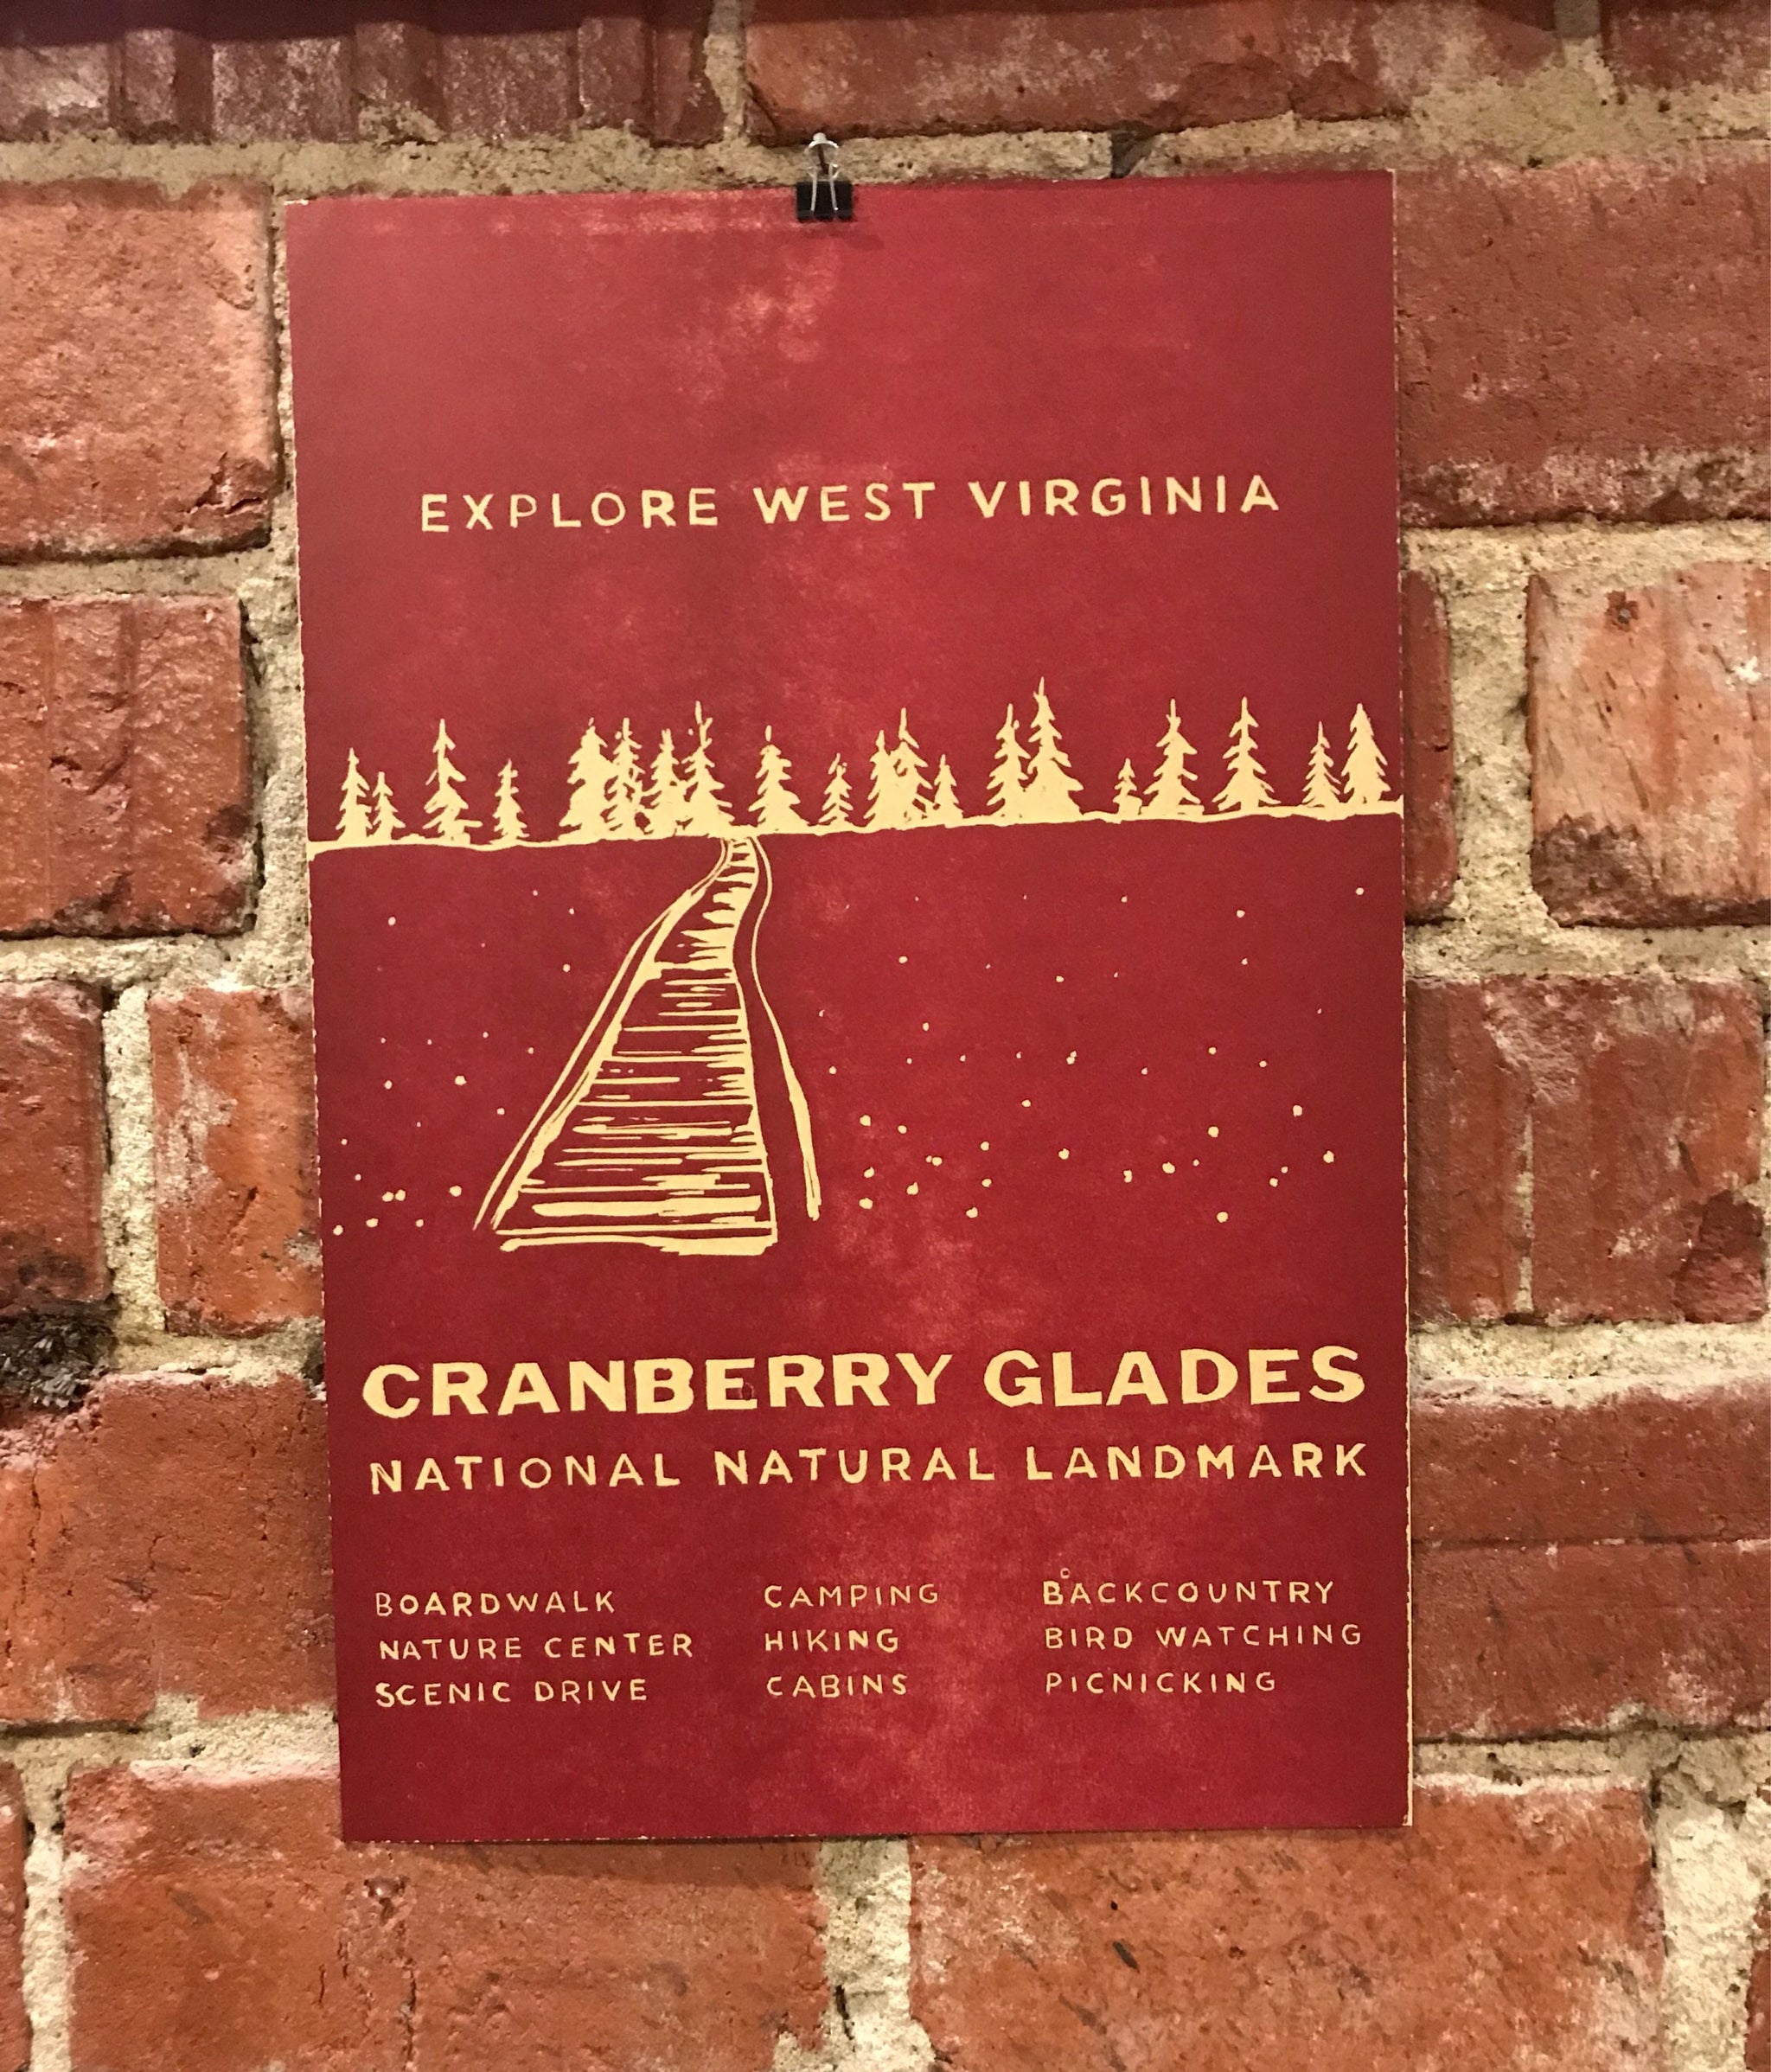 EXPLORE WEST VIRGINIA
CRANBERRY GLADES
NATIONAL NATURAL LANDMARK
BOARDWALK
NATURE CENTER
SCENIC DRIVE
CAMPING
HIKING
CABINS
BACKCOUNTRY
BIRD WATCHING
PICNICKING